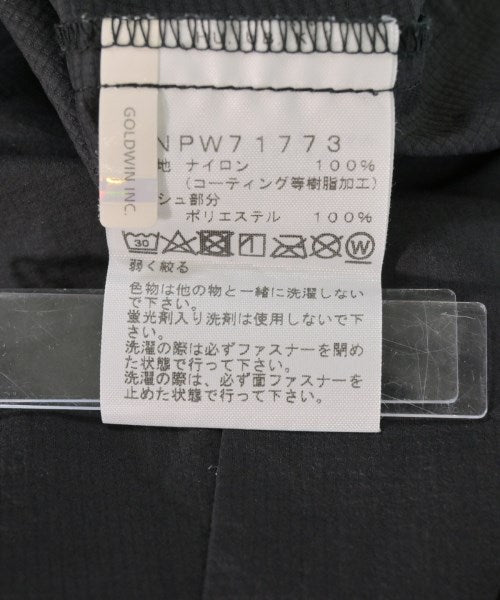 GOLDWIN INC.
NPW71773
地 ナイロン 100%
(コーティング等樹脂加工)
シュ部分
ポリエステル 100%
30
W
弱く絞る
色物は他の物と一緒に洗濯しない
で下さい。
蛍光剤入り洗剤は使用しないで下
さい。
洗濯の際は必ずファスナーを閉め
た状態で行って下さい。
洗濯の際は、必ず面ファスナーを
止めた状態で行って下さい。